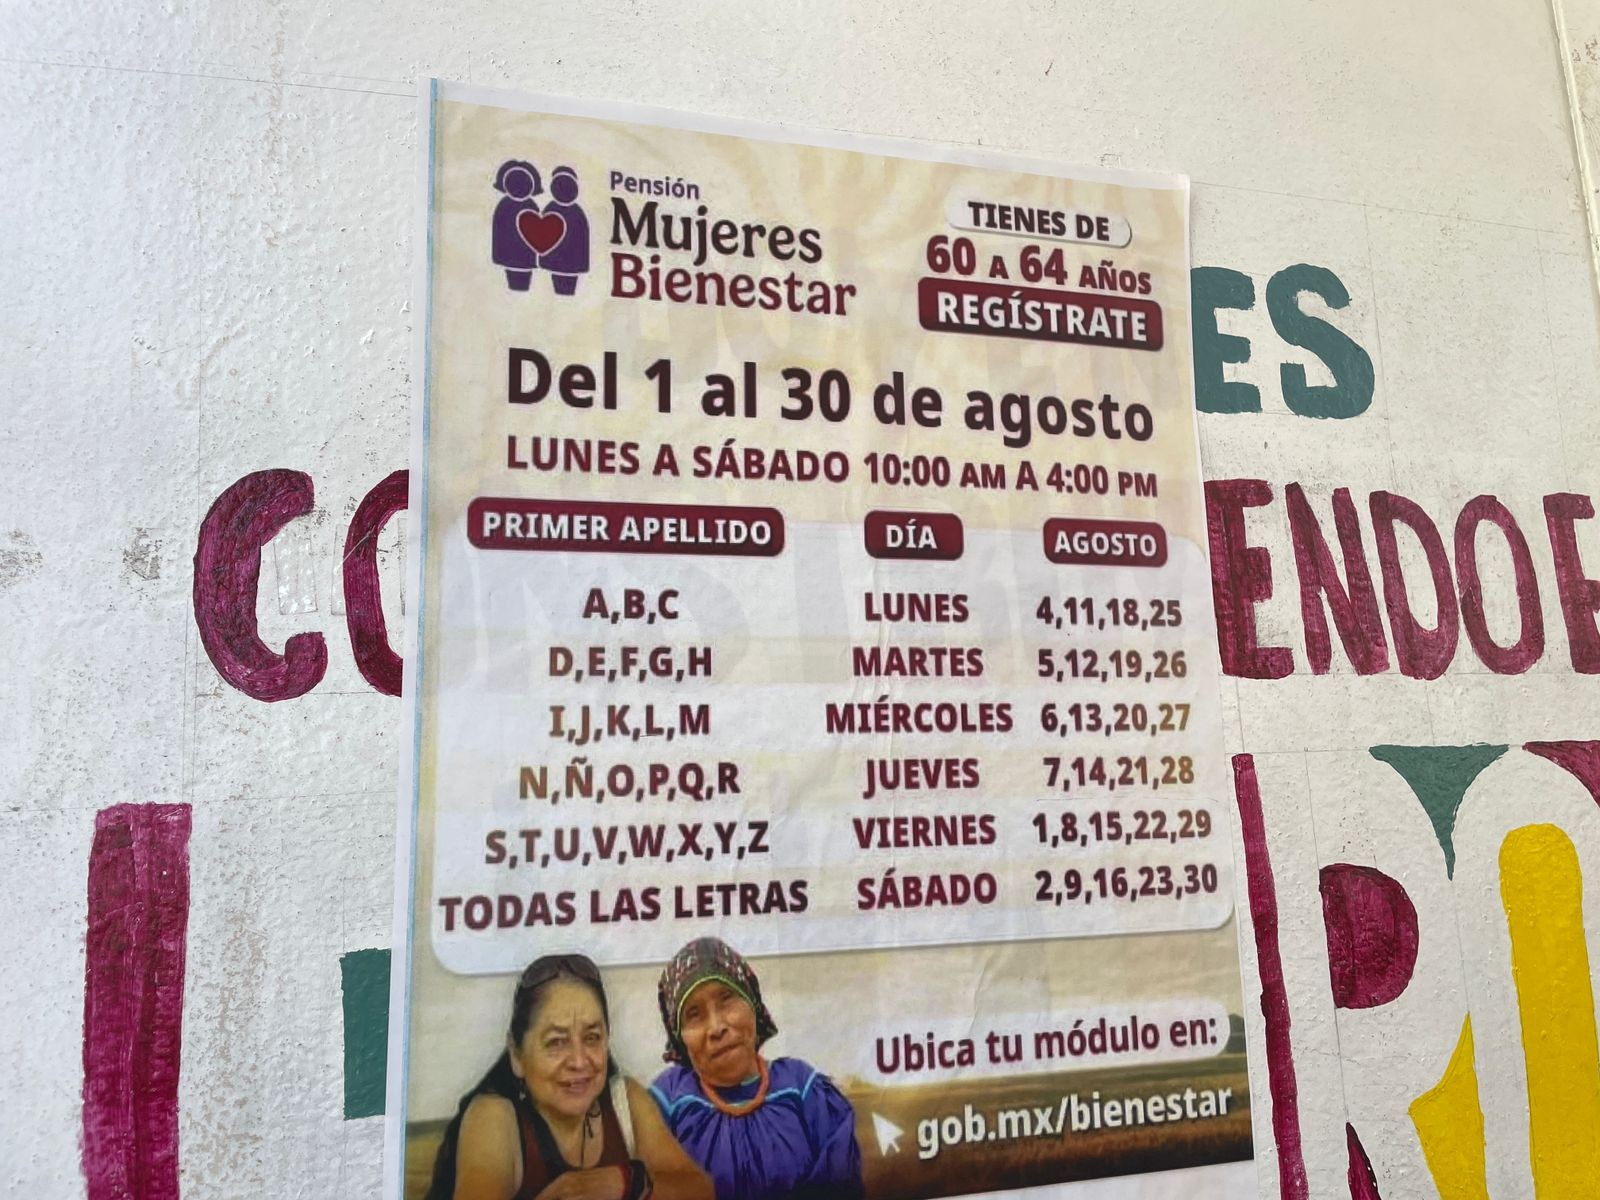 Pensión
Mujeres
Bienestar
TIENES DE
60 A 64 AÑOS
REGÍSTRATE
Del 1 al 30 de agosto
LUNES A SÁBADO 10:00 AM A 4:00 PM
PRIMER APELLIDO DÍA AGOSTO
A,B,C LUNES 4,11,18,25
D,E,F,G,H MARTES 5,12,19,26
I,J,K,L,M MIÉRCOLES 6,13,20,27
N,Ñ,O,P,Q,R JUEVES 7,14,21,28
S,T,U,V,W,X,Y,Z VIERNES 1,8,15,22,29
TODAS LAS LETRAS SÁBADO 2,9,16,23,30
Ubica tu módulo en:
gob.mx/bienestar
ES
CO ENDO E